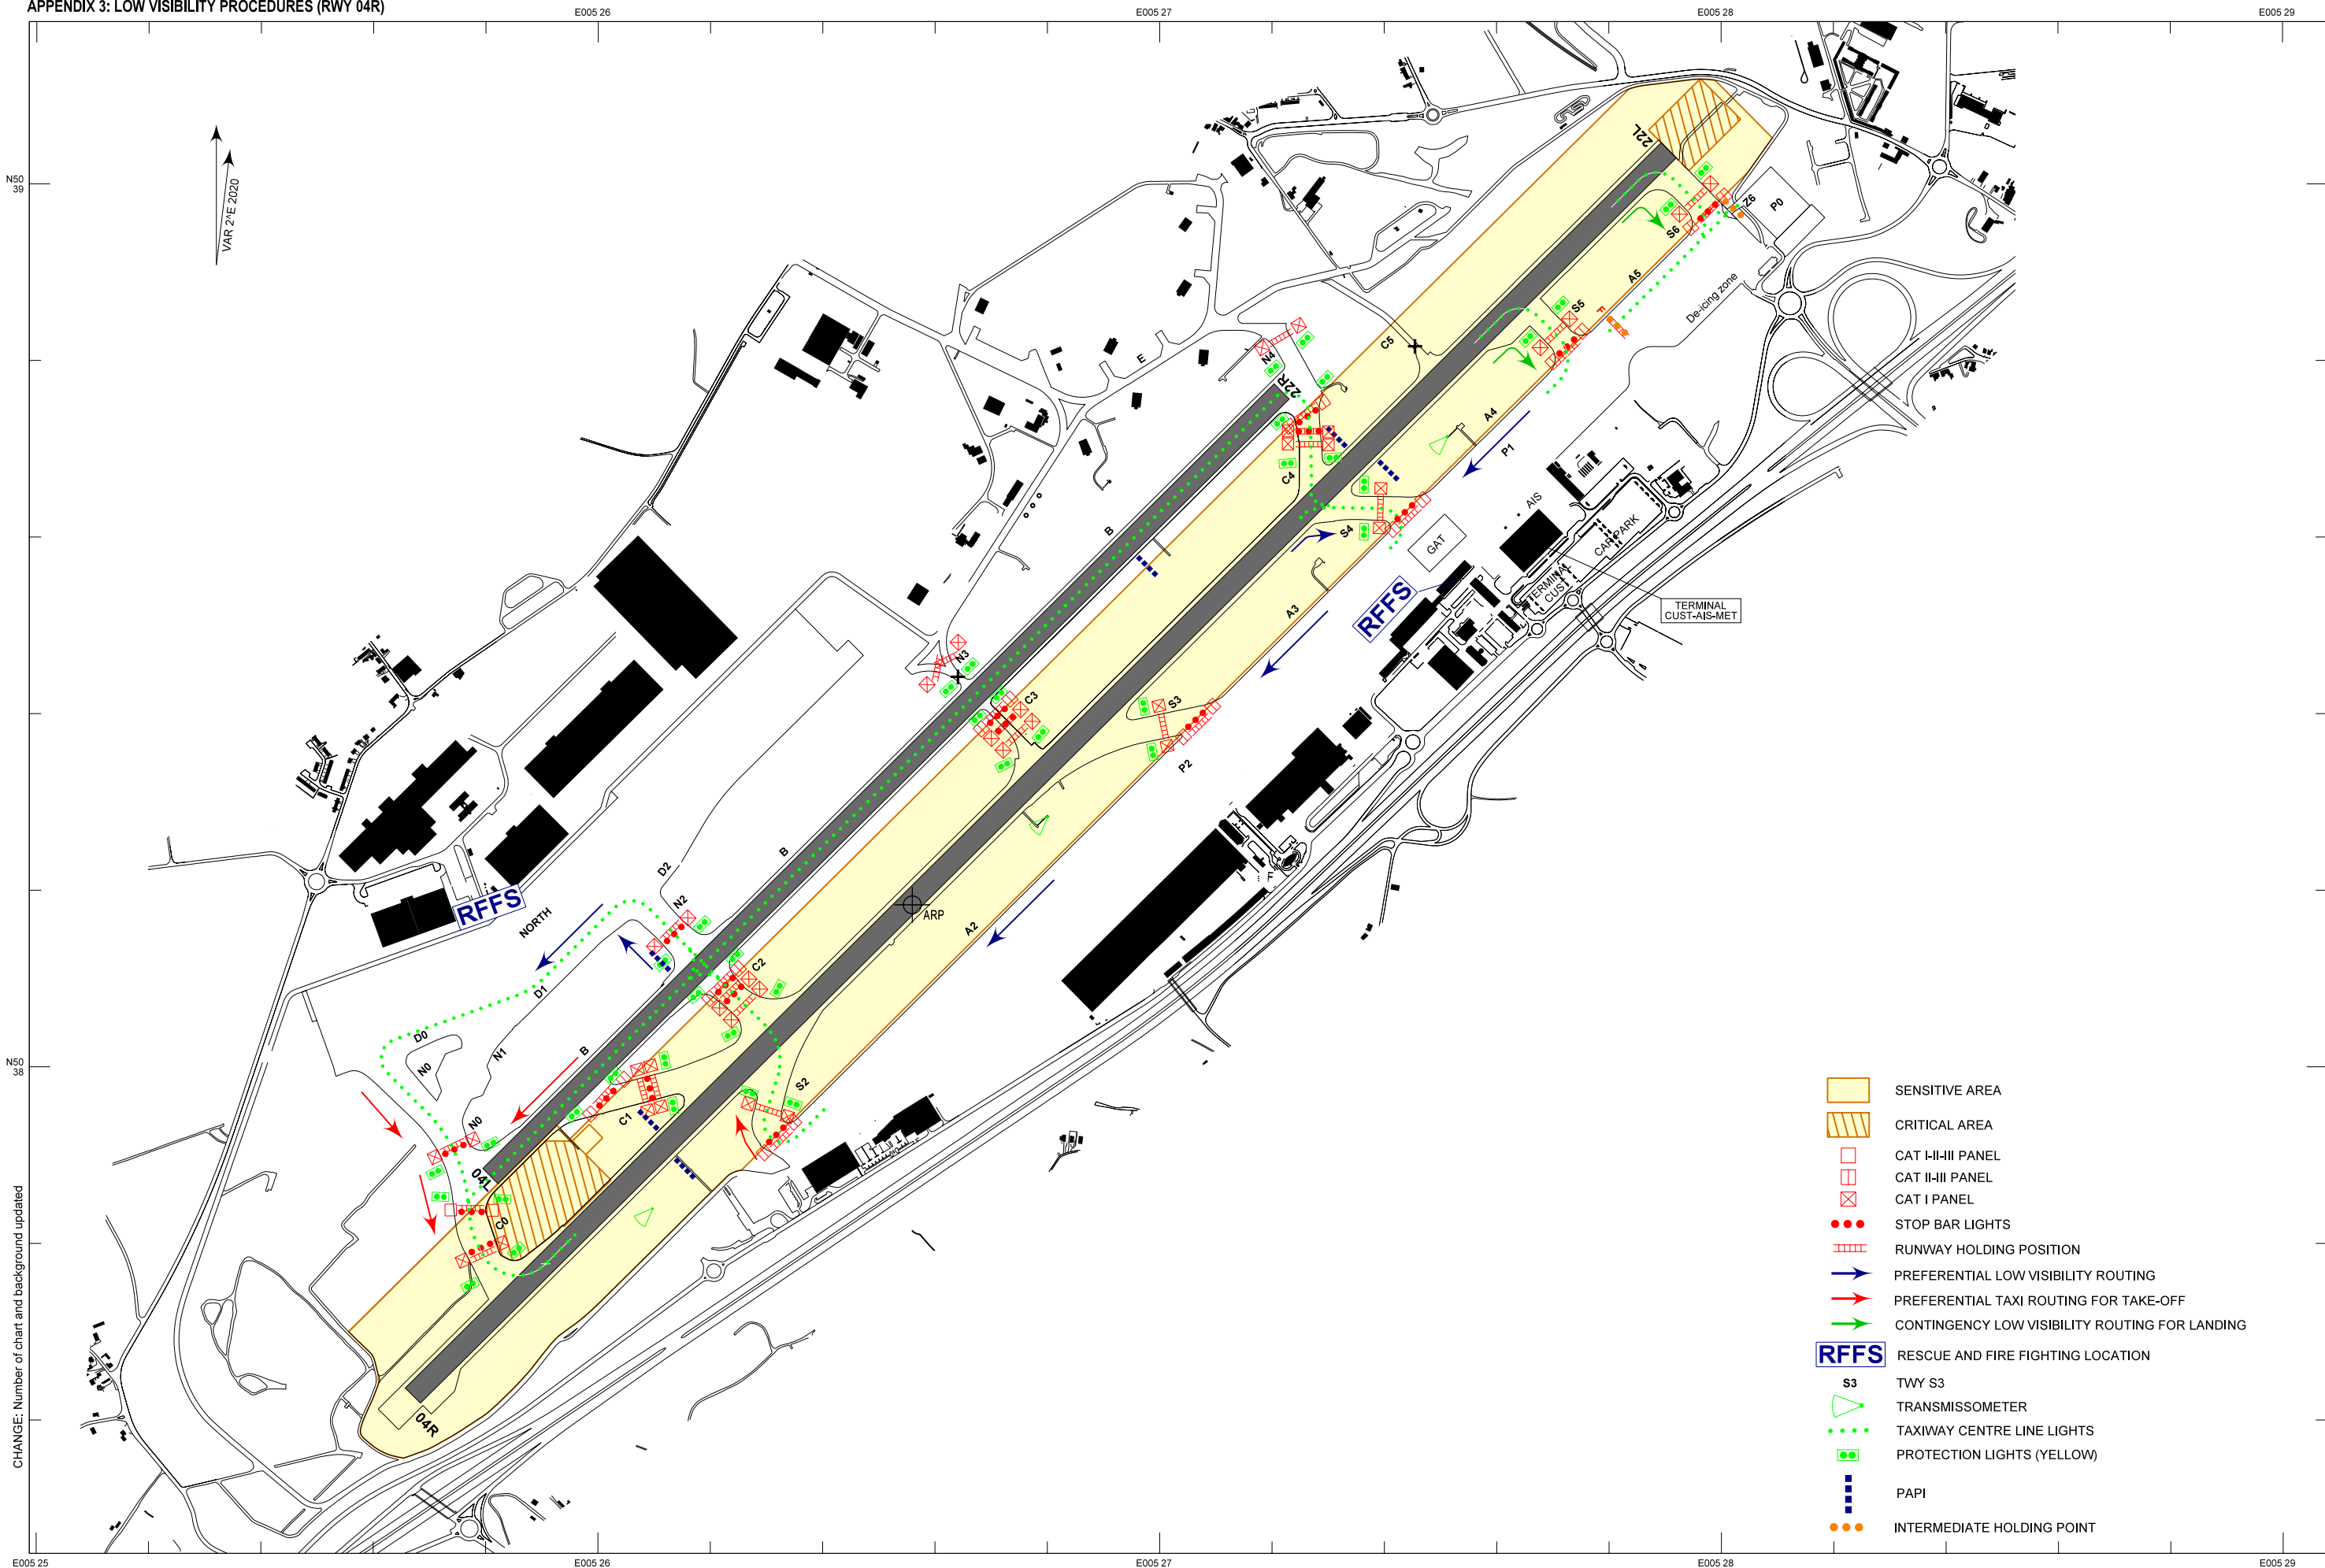 APPENDIX 3: LOW VISIBILITY PROCEDURES (RWY 04R)
E005 26
E005 27
E005 28
E005 29
N50
39
VAR 2^E 2020
22L
Z6
P0
S6
A5
De-icing zone
S5
F
C5
N4
22R
E
A4
P1
C4
AIS
S4
GAT
CAR PARK
B
TERMINAL
CUST
RFFS
A3
TERMINAL
CUST-AIS-MET
N3
C3
S3
P2
B
D2
F
RFFS
NORTH
N2
ARP
A2
C2
D1
D0
N1
B
N0
N50
38
S2
C1
N0
04L
C0
04R
SENSITIVE AREA
CRITICAL AREA
CAT I-II-III PANEL
CAT II-III PANEL
CAT I PANEL
STOP BAR LIGHTS
RUNWAY HOLDING POSITION
PREFERENTIAL LOW VISIBILITY ROUTING
PREFERENTIAL TAXI ROUTING FOR TAKE-OFF
CONTINGENCY LOW VISIBILITY ROUTING FOR LANDING
RFFS RESCUE AND FIRE FIGHTING LOCATION
S3 TWY S3
TRANSMISSOMETER
TAXIWAY CENTRE LINE LIGHTS
PROTECTION LIGHTS (YELLOW)
PAPI
INTERMEDIATE HOLDING POINT
CHANGE: Number of chart and background updated
E005 25
E005 26
E005 27
E005 28
E005 29